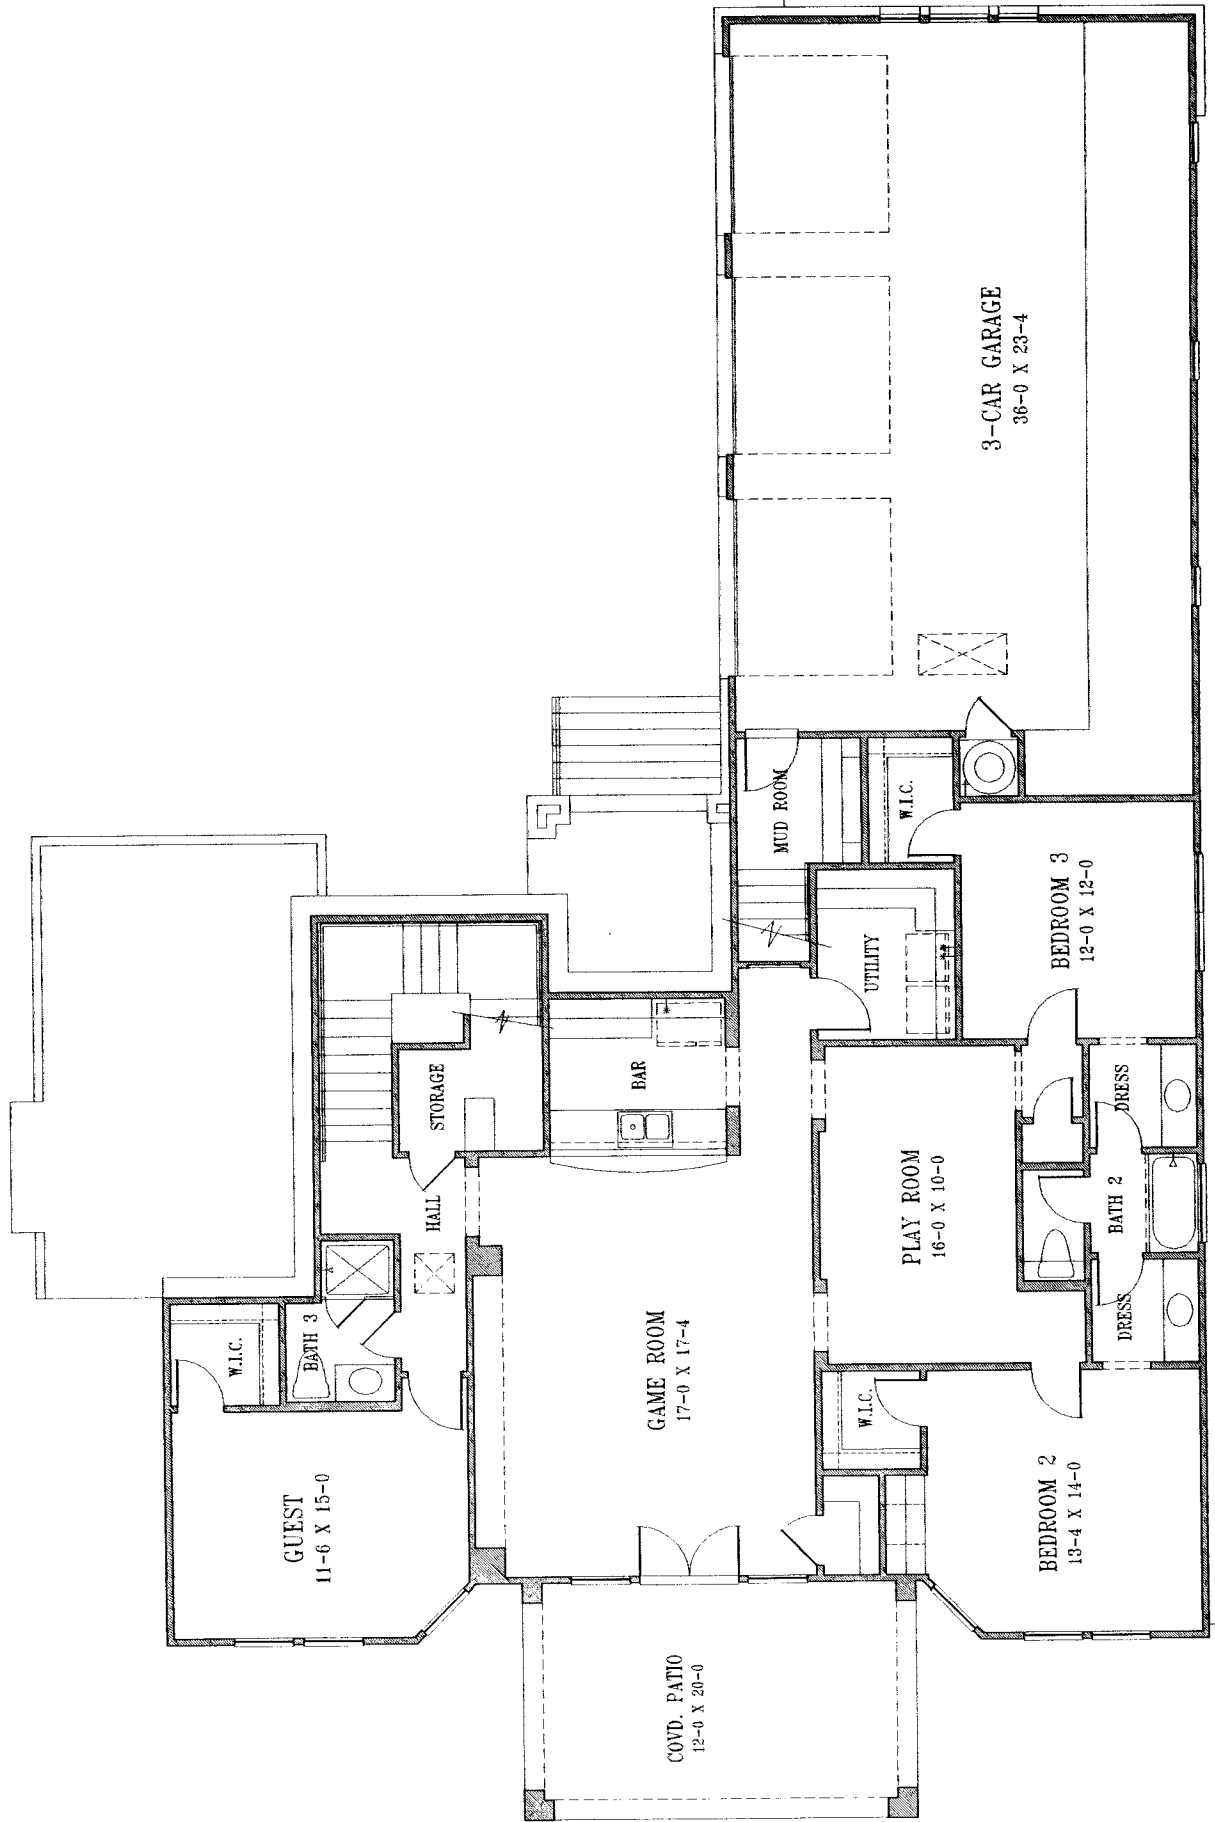 3-CAR GARAGE
36-0 X 23-4
MUD ROOM
W.I.C.
BEDROOM 3
12-0 X 12-0
UTILITY
STORAGE
BAR
DRESS
HALL
PLAY ROOM
16-0 X 10-0
BATH 2
W.I.C.
BATH 3
GAME ROOM
17-0 X 17-4
DRESS
W.I.C.
GUEST
11-6 X 15-0
BEDROOM 2
13-4 X 14-0
COVD. PATIO
12-0 X 20-0